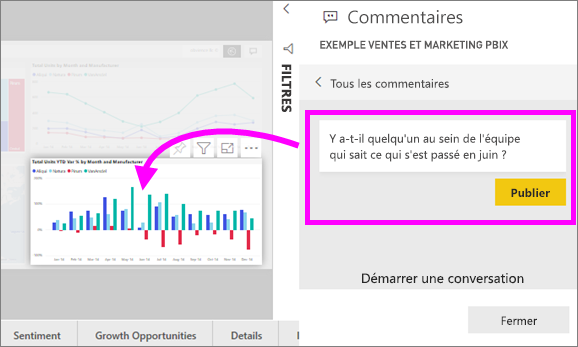 Commentaires
EXEMPLE VENTES ET MARKETING PBIX
FILTRES
Tous les commentaires
Y a-t-il quelqu'un au sein de l'équipe
qui sait ce qui s'est passé en juin ?
Publier
Total Units YTD Var % by Month and Manufacturer
Démarrer une conversation
Fermer
Sentiment
Growth Opportunities
Details